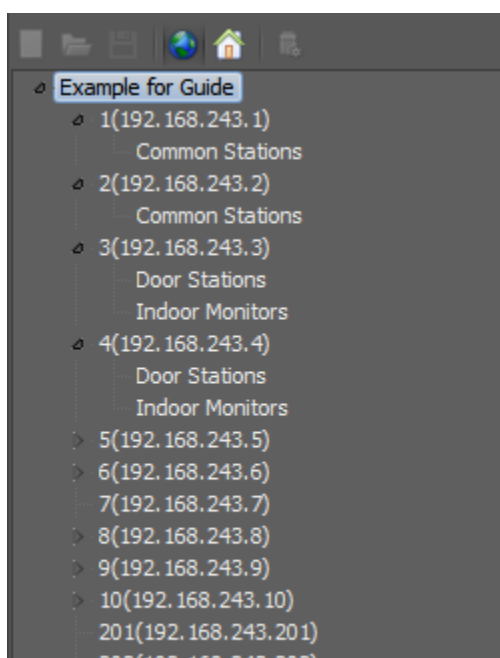 Example for Guide
1(192.168.243.1)
Common Stations
2(192.168.243.2)
Common Stations
3(192.168.243.3)
Door Stations
Indoor Monitors
4(192.168.243.4)
Door Stations
Indoor Monitors
5(192.168.243.5)
6(192.168.243.6)
7(192.168.243.7)
8(192.168.243.8)
9(192.168.243.9)
10(192.168.243.10)
201(192.168.243.201)